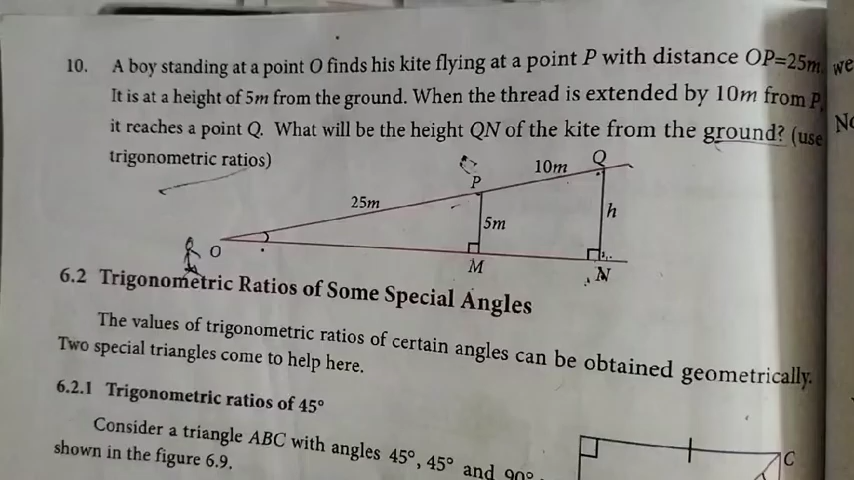 10. A boy standing at a point O finds his kite flying at a point P with distance OP=25m. we
It is at a height of 5m from the ground. When the thread is extended by 10m from P,
it reaches a point Q. What will be the height QN of the kite from the ground? (use
trigonometric ratios)
Q
10m
P
25m
h
5m
O
M
N
6.2 Trigonometric Ratios of Some Special Angles
The values of trigonometric ratios of certain angles can be obtained geometrically.
Two special triangles come to help here.
6.2.1 Trigonometric ratios of 45°
Consider a triangle ABC with angles 45°, 45° and 90°
shown in the figure 6.9.
C